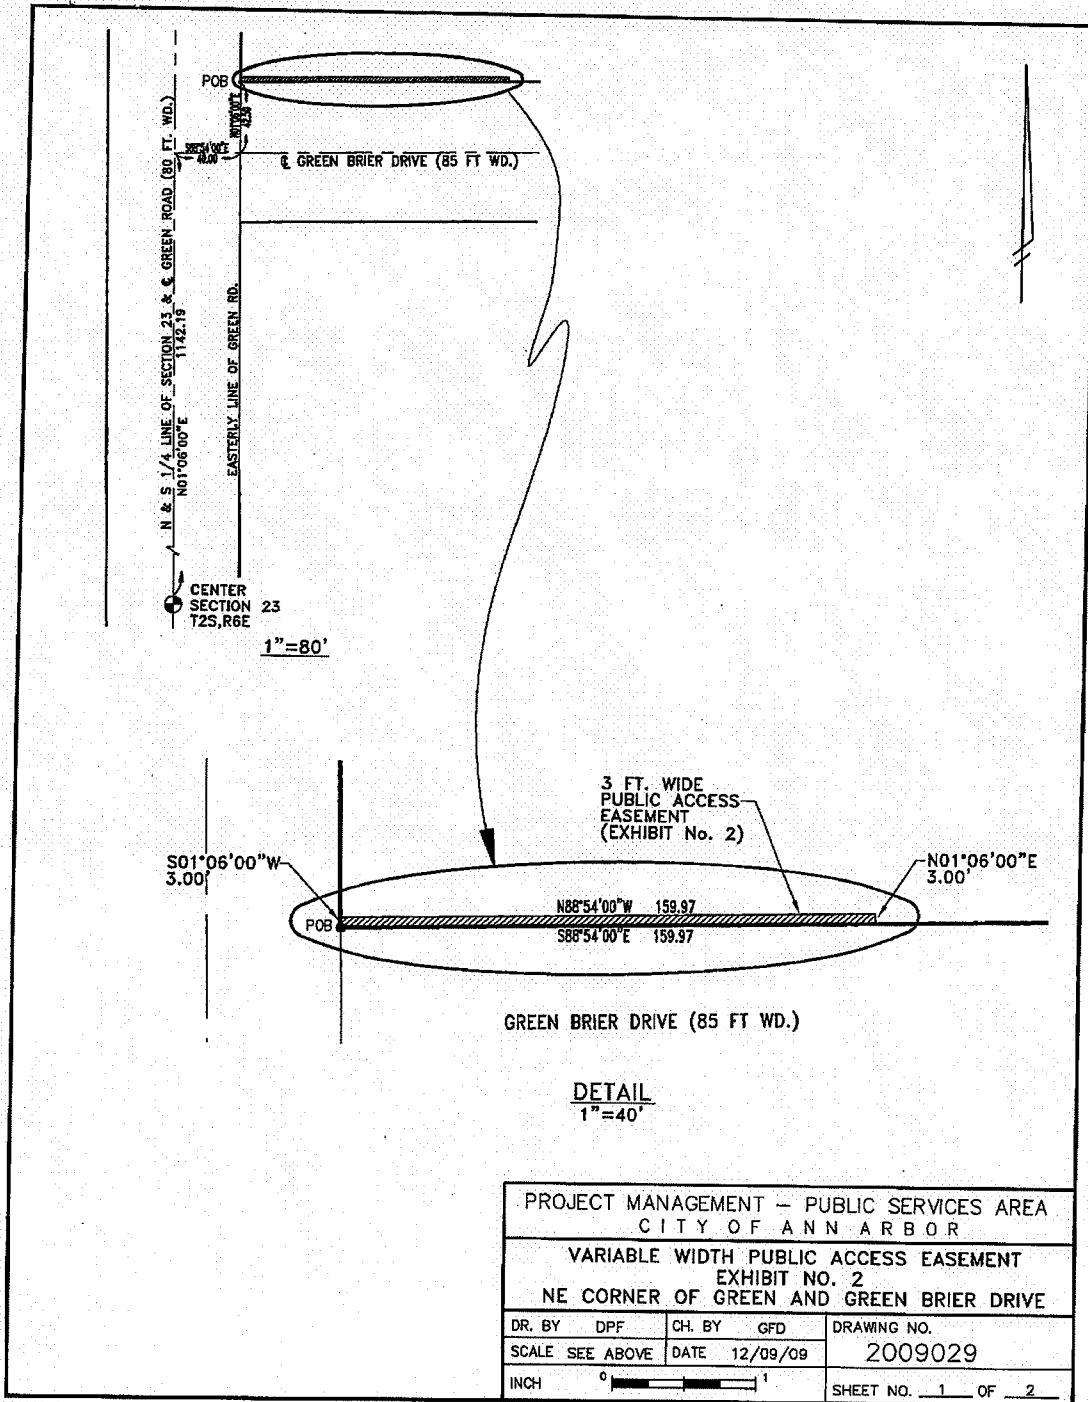 POB
N01°06'00"E
42.50
S88°54'00"E
40.00
℄ GREEN BRIER DRIVE (85 FT WD.)
N & S 1/4 LINE OF SECTION 23 & ℄ GREEN ROAD (80 FT. WD.)
N01°06'00"E 1142.19
EASTERLY LINE OF GREEN RD.
CENTER
SECTION 23
T2S,R6E
1"=80'
3 FT. WIDE
PUBLIC ACCESS
EASEMENT
(EXHIBIT No. 2)
S01°06'00"W
3.00'
N01°06'00"E
3.00'
N88°54'00"W 159.97
POB
S88°54'00"E 159.97
GREEN BRIER DRIVE (85 FT WD.)
DETAIL
1"=40'
PROJECT MANAGEMENT – PUBLIC SERVICES AREA
CITY OF ANN ARBOR
VARIABLE WIDTH PUBLIC ACCESS EASEMENT
EXHIBIT NO. 2
NE CORNER OF GREEN AND GREEN BRIER DRIVE
DR. BY DPF CH. BY GFD DRAWING NO.
SCALE SEE ABOVE DATE 12/09/09 2009029
INCH 0 1 SHEET NO. 1 OF 2